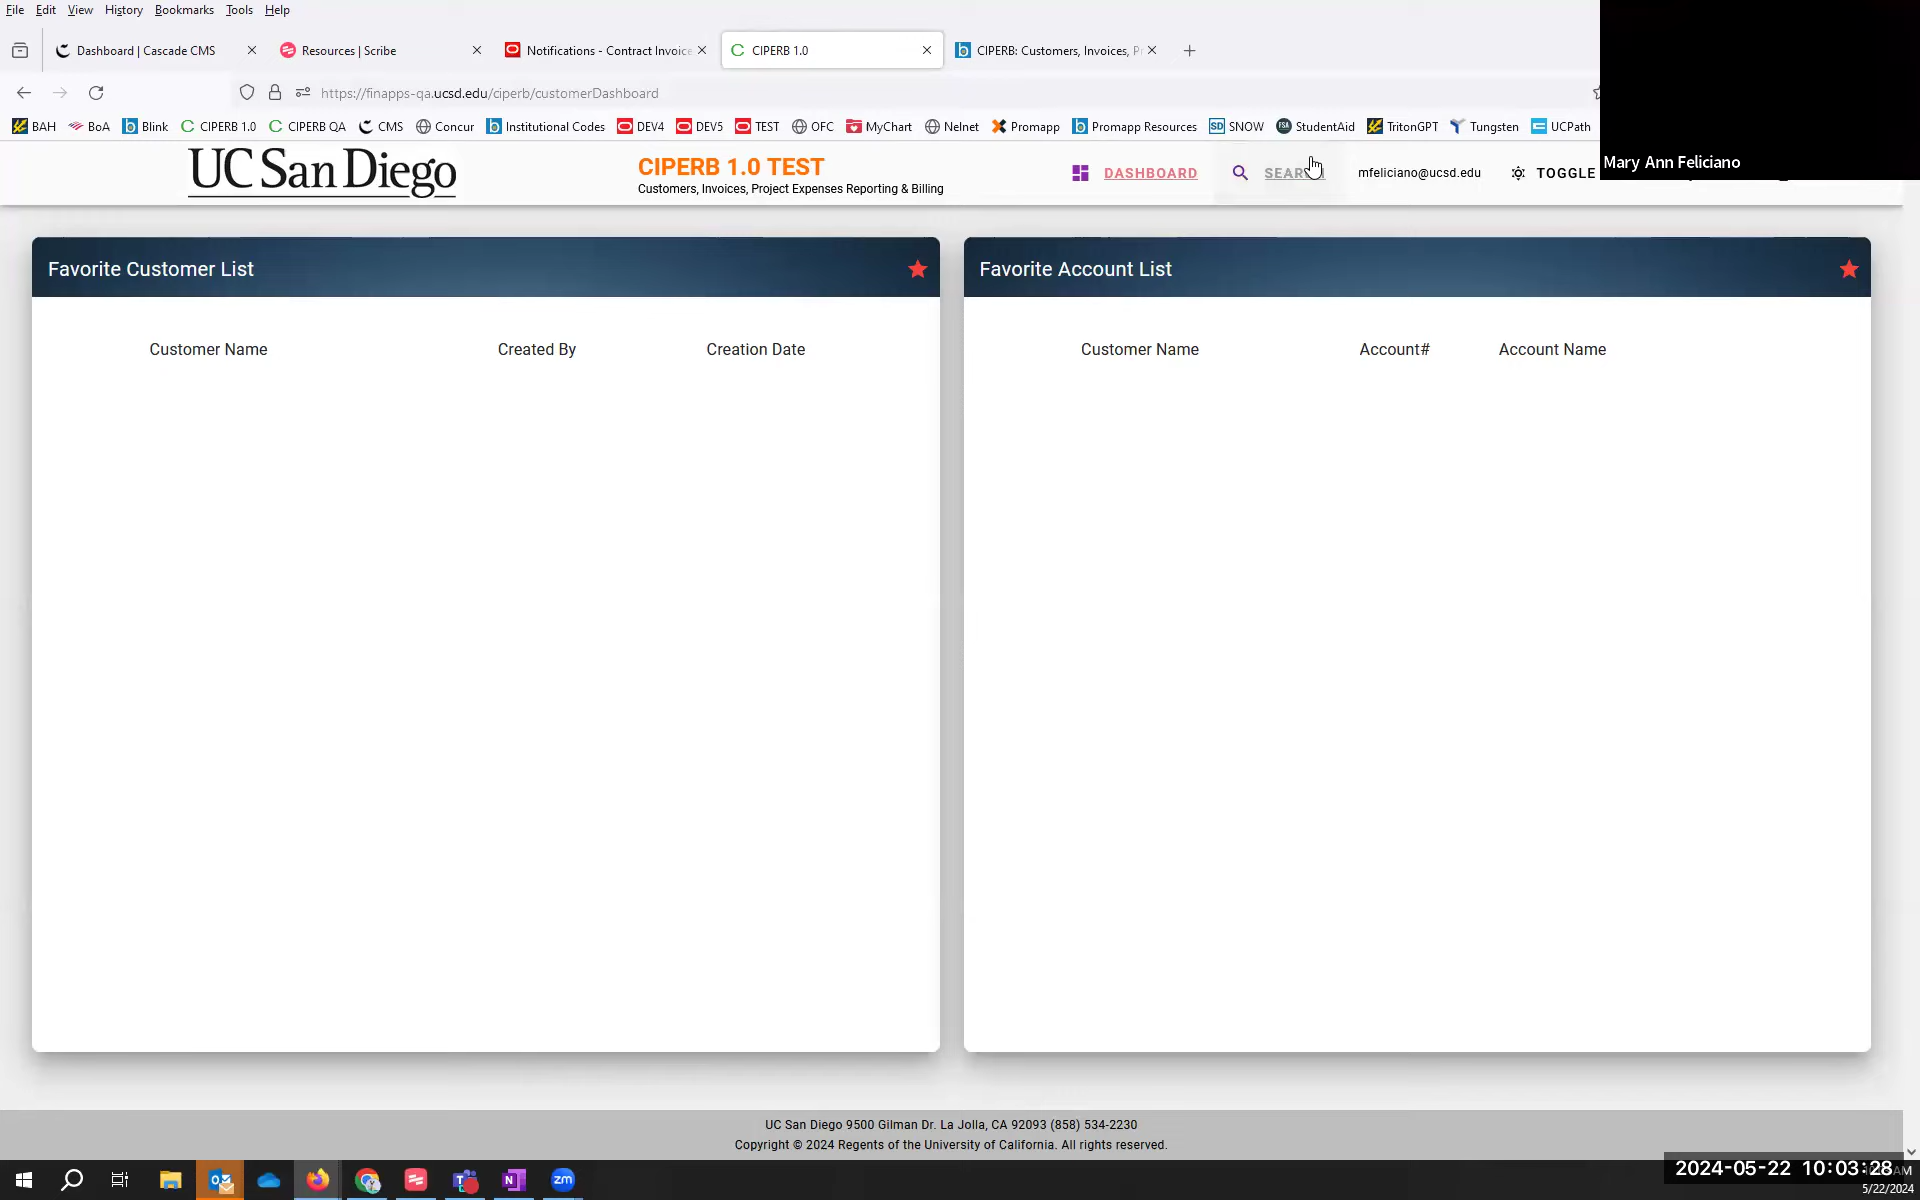 File Edit View History Bookmarks Tools Help
Dashboard | Cascade CMS
Resources | Scribe
Notifications - Contract Invoice
CIPERB 1.0
CIPERB: Customers, Invoices, P
https://finapps-qa.ucsd.edu/ciperb/customerDashboard
BAH BoA Blink CIPERB 1.0 CIPERB QA CMS Concur Institutional Codes DEV4 DEV5 TEST OFC MyChart Nelnet Promapp Promapp Resources SNOW StudentAid TritonGPT Tungsten UCPath
Mary Ann Feliciano
UC San Diego
CIPERB 1.0 TEST
Customers, Invoices, Project Expenses Reporting & Billing
DASHBOARD
mfeliciano@ucsd.edu
TOGGLE
Favorite Customer List
Customer Name Created By Creation Date
Favorite Account List
Customer Name Account# Account Name
UC San Diego 9500 Gilman Dr. La Jolla, CA 92093 (858) 534-2230
Copyright © 2024 Regents of the University of California. All rights reserved.
2024-05-22 10:03:28
5/22/2024